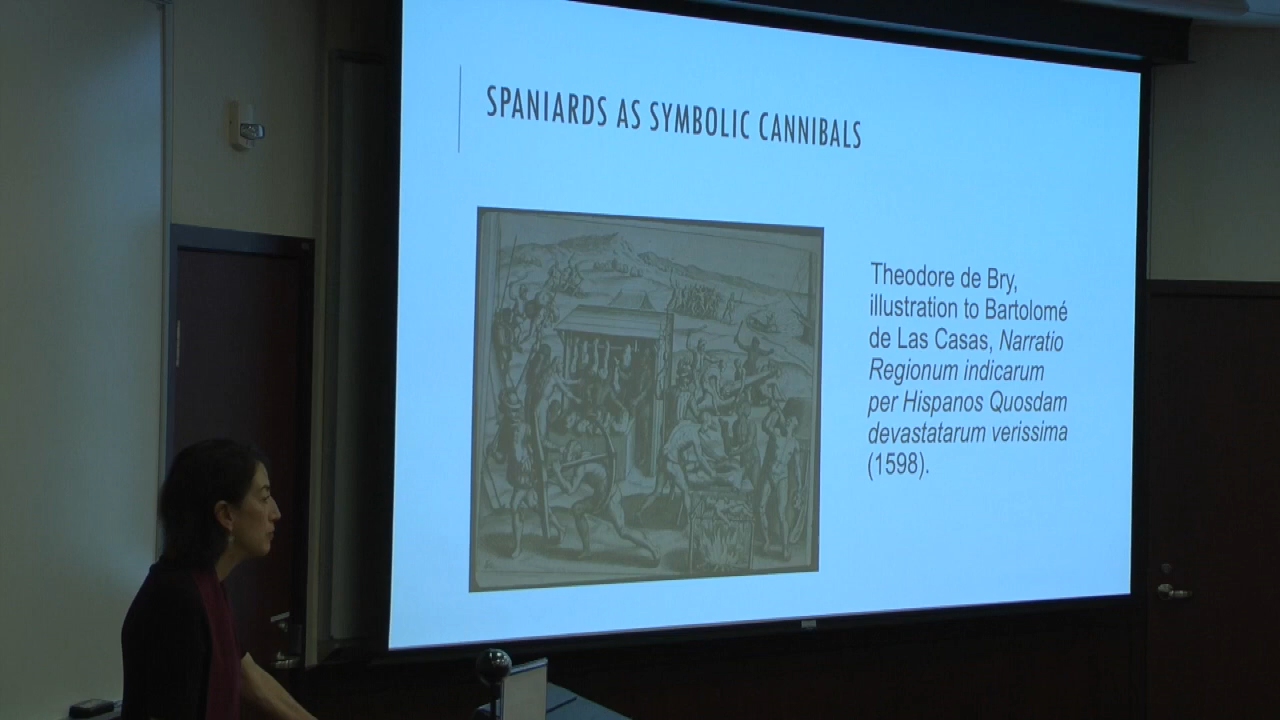 SPANIARDS AS SYMBOLIC CANNIBALS
Theodore de Bry,
illustration to Bartolomé
de Las Casas, Narratio
Regionum indicarum
per Hispanos Quosdam
devastatarum verissima
(1598).